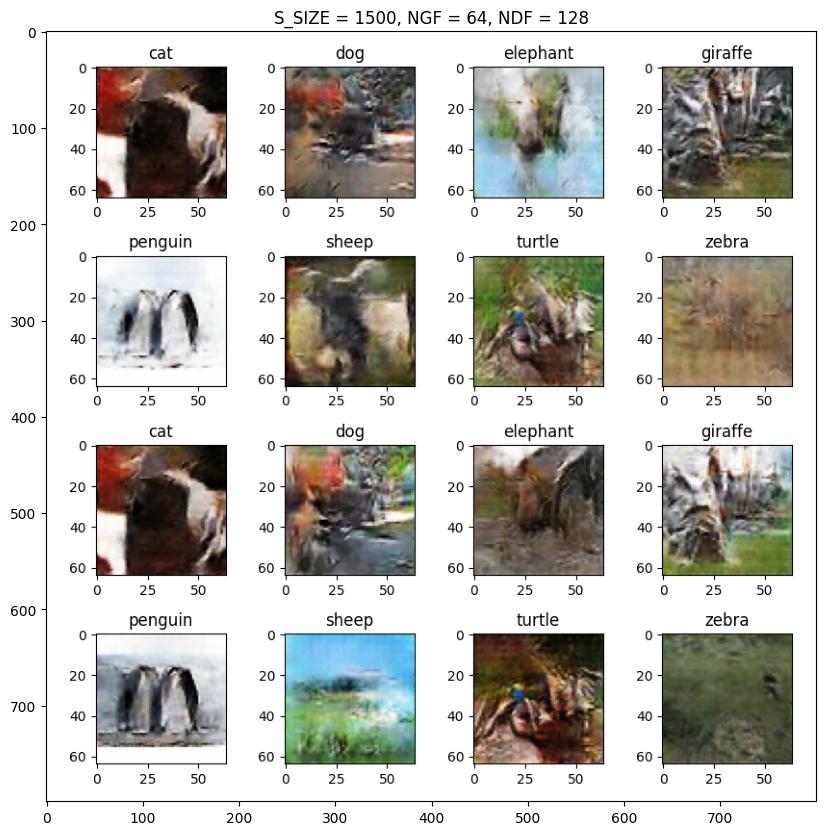 S_SIZE = 1500, NGF = 64, NDF = 128
0
cat dog elephant giraffe
0 0 0 0
20 20 20 20
100
40 40 40 40
60 60 60 60
0 25 50 0 25 50 0 25 50 0 25 50
200
penguin sheep turtle zebra
0 0 0 0
20 20 20 20
300
40 40 40 40
60 60 60 60
0 25 50 0 25 50 0 25 50 0 25 50
400
cat dog elephant giraffe
0 0 0 0
20 20 20 20
500
40 40 40 40
60 60 60 60
0 25 50 0 25 50 0 25 50 0 25 50
600
penguin sheep turtle zebra
0 0 0 0
20 20 20 20
700
40 40 40 40
60 60 60 60
0 25 50 0 25 50 0 25 50 0 25 50
0 100 200 300 400 500 600 700